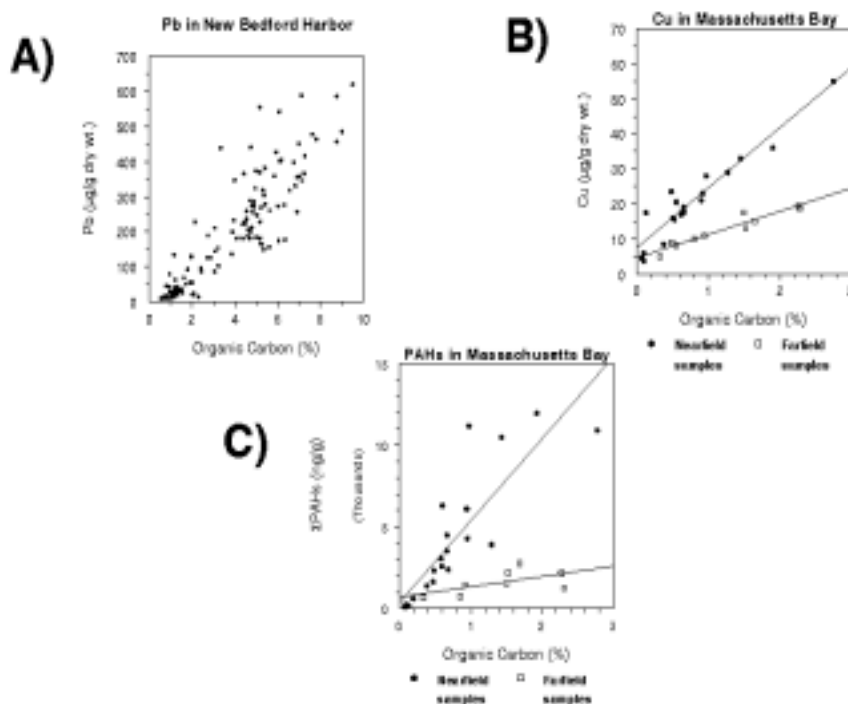 A)
Pb in New Bedford Harbor
Pb (µg/g dry wt.)
700
600
500
400
300
200
100
0
0 2 4 6 8 10
Organic Carbon (%)
B)
Cu in Massachusetts Bay
Cu (µg/g dry wt.)
70
60
50
40
30
20
10
0
0 1 2 3
Organic Carbon (%)
Nearfield samples
Farfield samples
C)
PAHs in Massachusetts Bay
ΣPAHs (ng/g)
(Thousands)
15
10
5
0
0 1 2 3
Organic Carbon (%)
Nearfield samples
Farfield samples